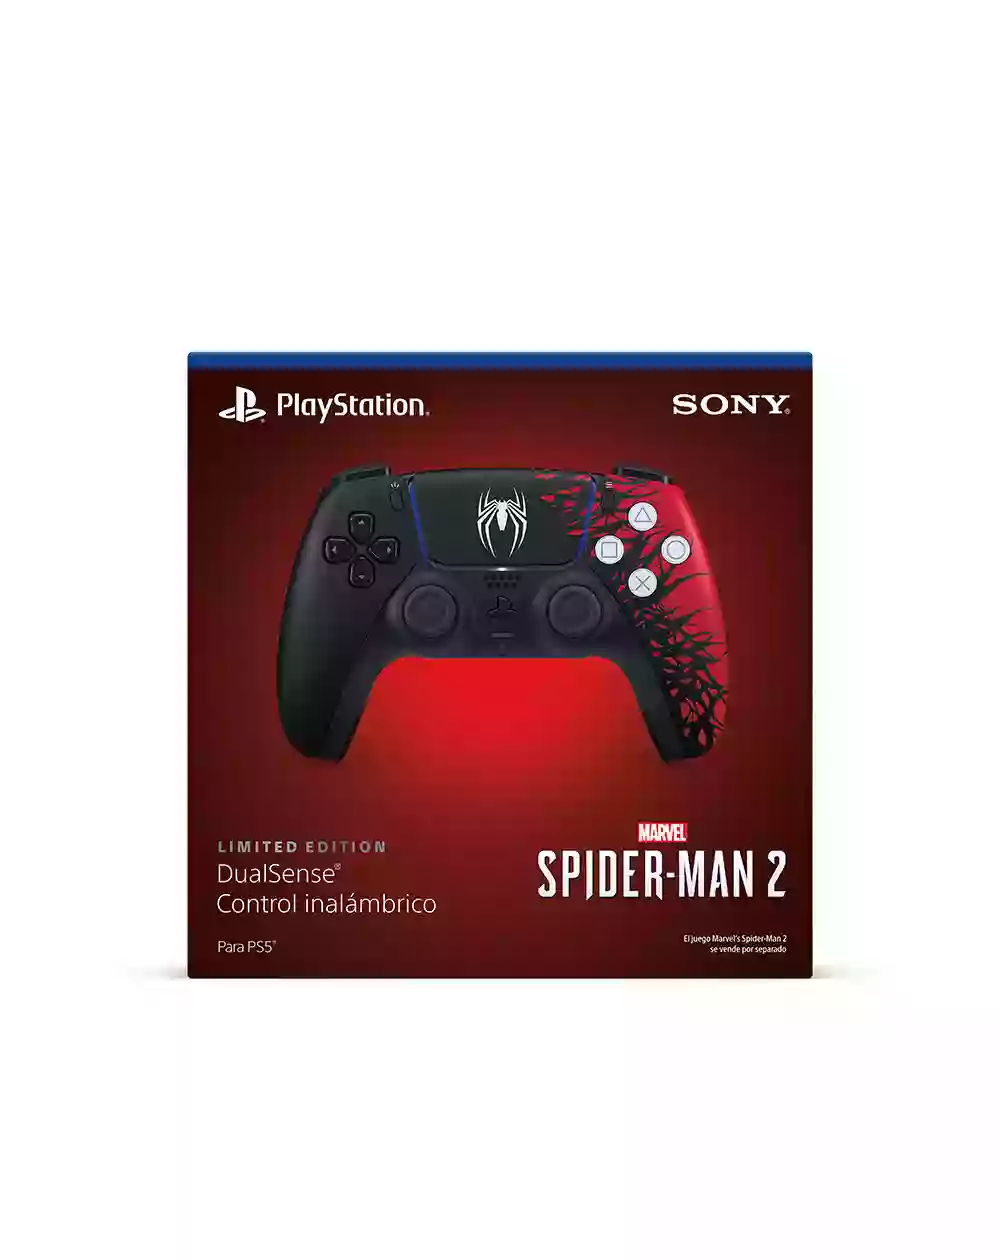 PlayStation®
SONY®
LIMITED EDITION
DualSense®
Control inalámbrico
Para PS5®
MARVEL
SPIDER-MAN 2
El juego Marvel's Spider-Man 2
se vende por separado